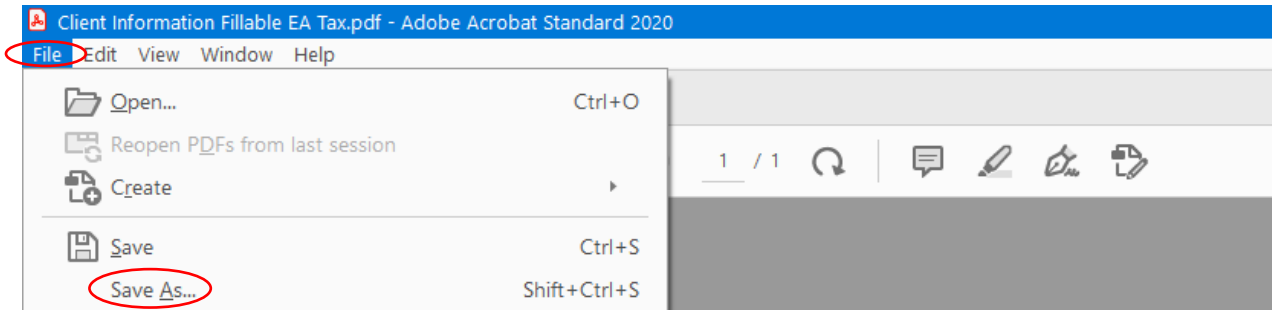 Client Information Fillable EA Tax.pdf - Adobe Acrobat Standard 2020
File Edit View Window Help
Open... Ctrl+O
Reopen PDFs from last session
1 / 1
Create
Save Ctrl+S
Save As... Shift+Ctrl+S